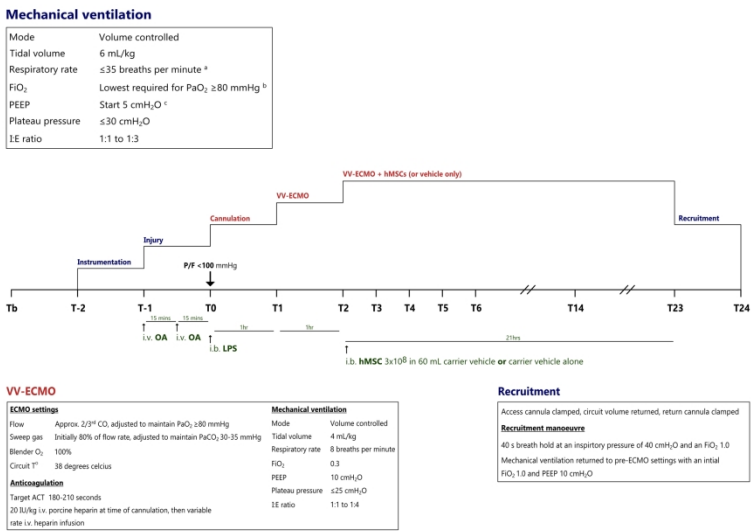 Mechanical ventilation
Mode Volume controlled
Tidal volume 6 mL/kg
Respiratory rate ≤35 breaths per minute a
FiO2 Lowest required for PaO2 ≥80 mmHg b
PEEP Start 5 cmH2O c
Plateau pressure ≤30 cmH2O
I:E ratio 1:1 to 1:3
VV-ECMO + hMSCs (or vehicle only)
VV-ECMO
Cannulation
Recruitment
Injury
Instrumentation
P/F <100 mmHg
Tb T-2 T-1 T0 T1 T2 T3 T4 T5 T6 T14 T23 T24
15 mins 15 mins 1hr 1hr 21hrs
i.v. OA i.v. OA i.b. LPS
i.b. hMSC 3x10⁸ in 60 mL carrier vehicle or carrier vehicle alone
VV-ECMO
ECMO settings
Flow Approx. 2/3rd CO, adjusted to maintain PaO2 ≥80 mmHg
Sweep gas Initially 80% of flow rate, adjusted to maintain PaCO2 30-35 mmHg
Blender O2 100%
Circuit T° 38 degrees celcius
Anticoagulation
Target ACT 180-210 seconds
20 IU/kg i.v. porcine heparin at time of cannulation, then variable
rate i.v. heparin infusion
Mechanical ventilation
Mode Volume controlled
Tidal volume 4 mL/kg
Respiratory rate 8 breaths per minute
FiO2 0.3
PEEP 10 cmH2O
Plateau pressure ≤25 cmH2O
I:E ratio 1:1 to 1:4
Recruitment
Access cannula clamped, circuit volume returned, return cannula clamped
Recruitment manoeuvre
40 s breath hold at an inspirtory pressure of 40 cmH2O and an FiO2 1.0
Mechanical ventilation returned to pre-ECMO settings with an intial
FiO2 1.0 and PEEP 10 cmH2O